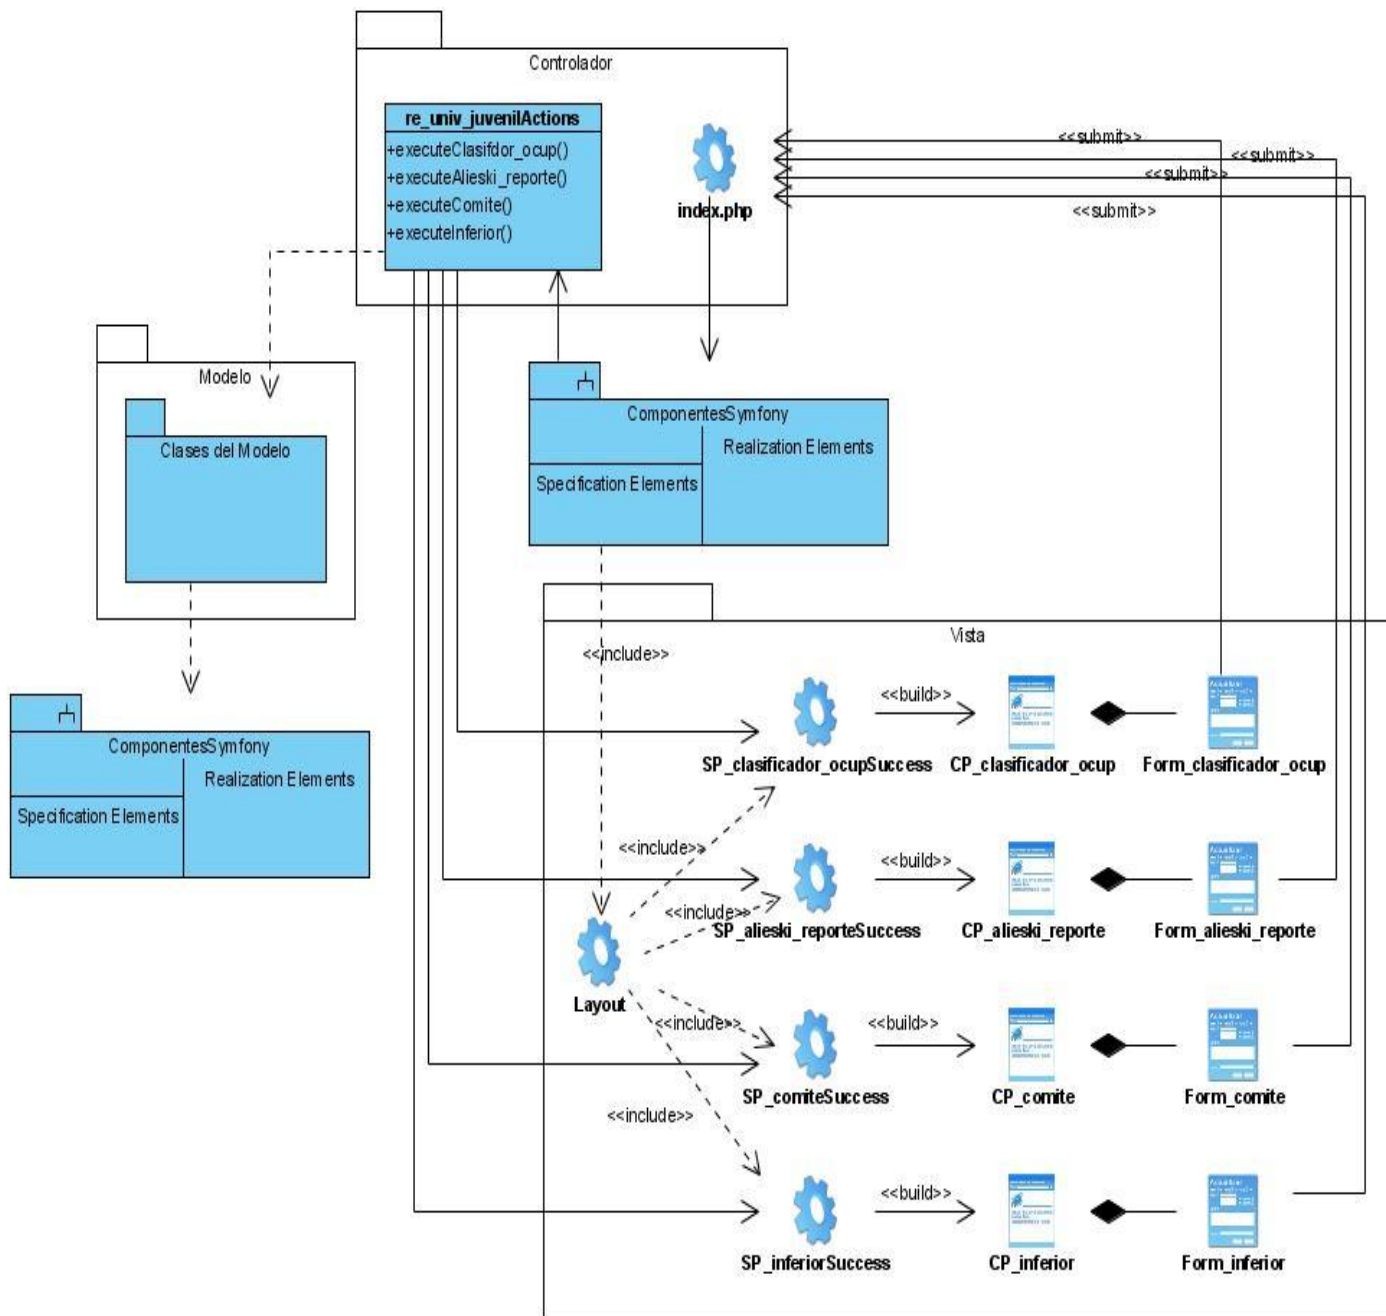 Controlador
re_univ_juvenilActions
+executeClasifdor_ocup()
+executeAlieski_reporte()
+executeComite()
+executeInferior()
index.php
<<submit>>
<<submit>>
<<submit>>
<<submit>>
Modelo
Clases del Modelo
ComponentesSymfony
Realization Elements
Specification Elements
ComponentesSymfony
Realization Elements
Specification Elements
Vista
<<include>>
<<build>>
SP_clasificador_ocupSuccess
CP_clasificador_ocup
Form_clasificador_ocup
<<include>>
<<build>>
<<include>>
SP_alieski_reporteSuccess
CP_alieski_reporte
Form_alieski_reporte
Layout
<<include>>
<<build>>
SP_comiteSuccess
CP_comite
Form_comite
<<include>>
<<build>>
SP_inferiorSuccess
CP_inferior
Form_inferior